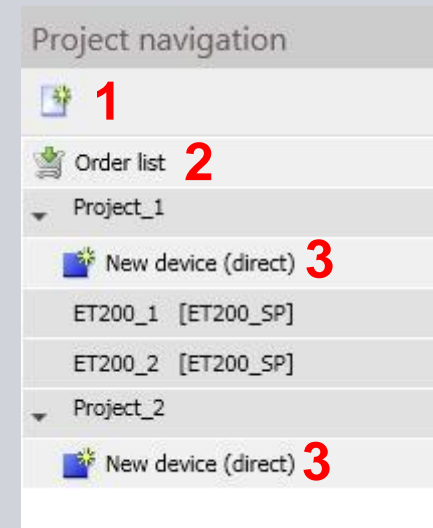 Project navigation
1
Order list 2
Project_1
New device (direct) 3
ET200_1 [ET200_SP]
ET200_2 [ET200_SP]
Project_2
New device (direct) 3